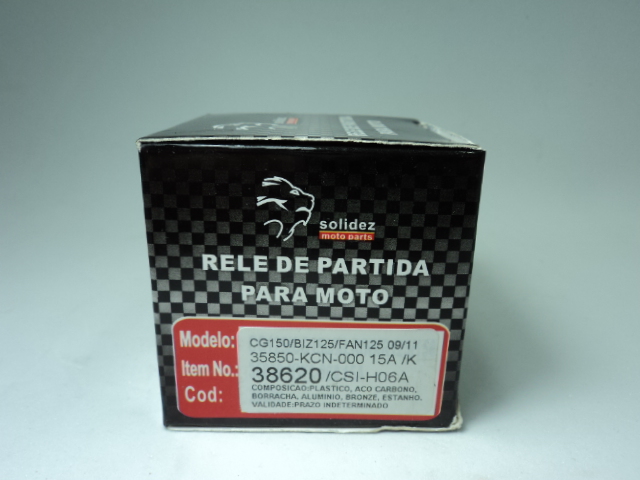 solidez
moto parts
RELE DE PARTIDA
PARA MOTO
Modelo: CG150/BIZ125/FAN125 09/11
Item No.: 35850-KCN-000 15A /K
Cod: 38620/CSI-H06A
COMPOSICAO:PLASTICO, ACO CARBONO,
BORRACHA, ALUMINIO, BRONZE, ESTANHO.
VALIDADE:PRAZO INDETERMINADO